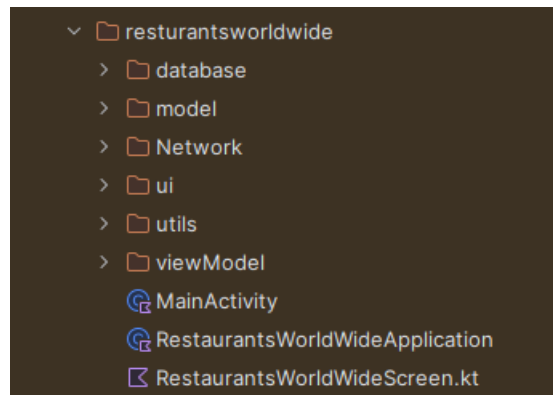 resturantsworldwide
database
model
Network
ui
utils
viewModel
MainActivity
RestaurantsWorldWideApplication
RestaurantsWorldWideScreen.kt